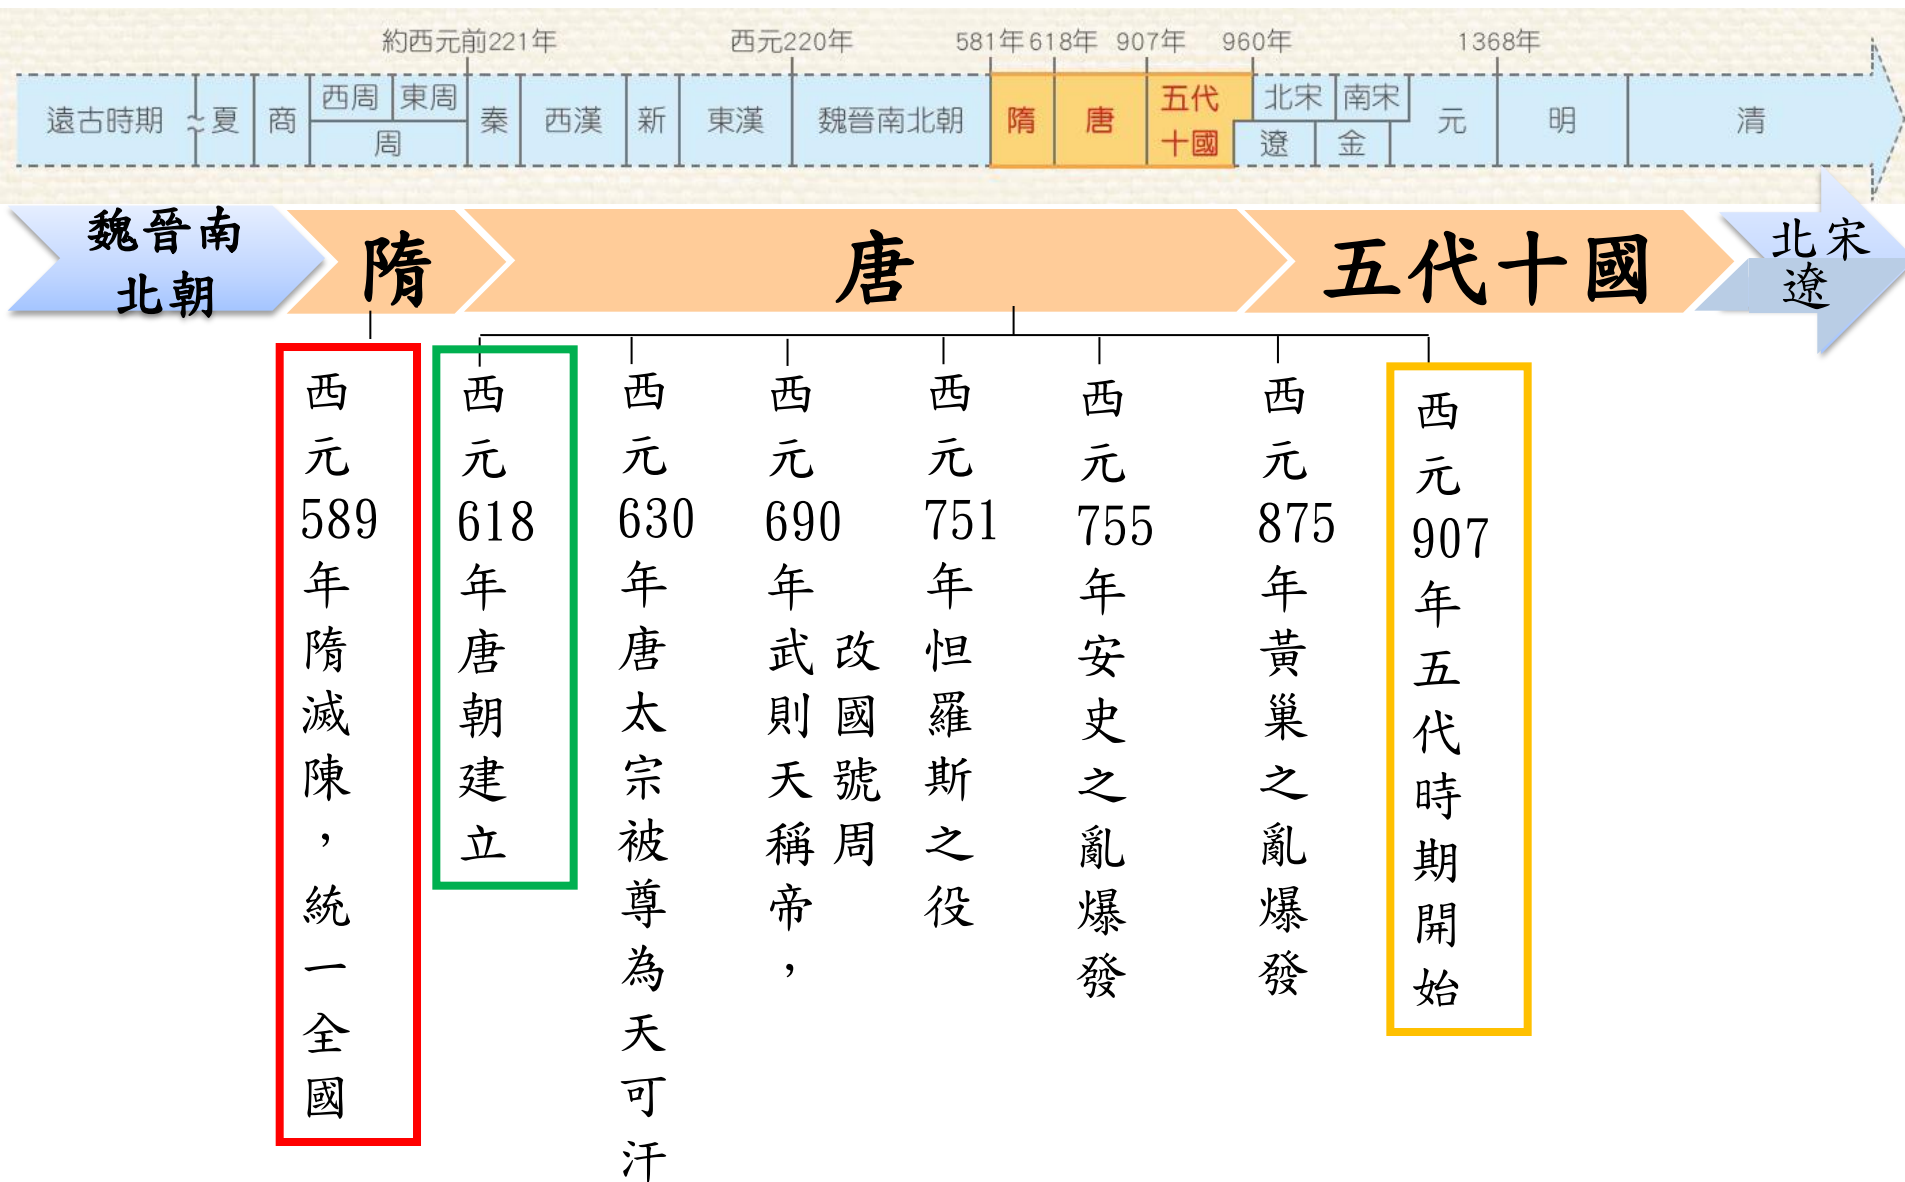 約西元前221年
西元220年
581年
618年
907年
960年
1368年
遠古時期
~
夏
商
西周
東周
周
秦
西漢
新
東漢
魏晉南北朝
隋
唐
五代
十國
北宋
南宋
遼
金
元
明
清
魏晉南
北朝
隋
唐
五代十國
北宋
遼
西元589年隋滅陳，統一全國
西元618年唐朝建立
西元630年唐太宗被尊為天可汗
西元690年武則天稱帝，
改國號周
西元751年怛羅斯之役
西元755年安史之亂爆發
西元875年黃巢之亂爆發
西元907年五代時期開始